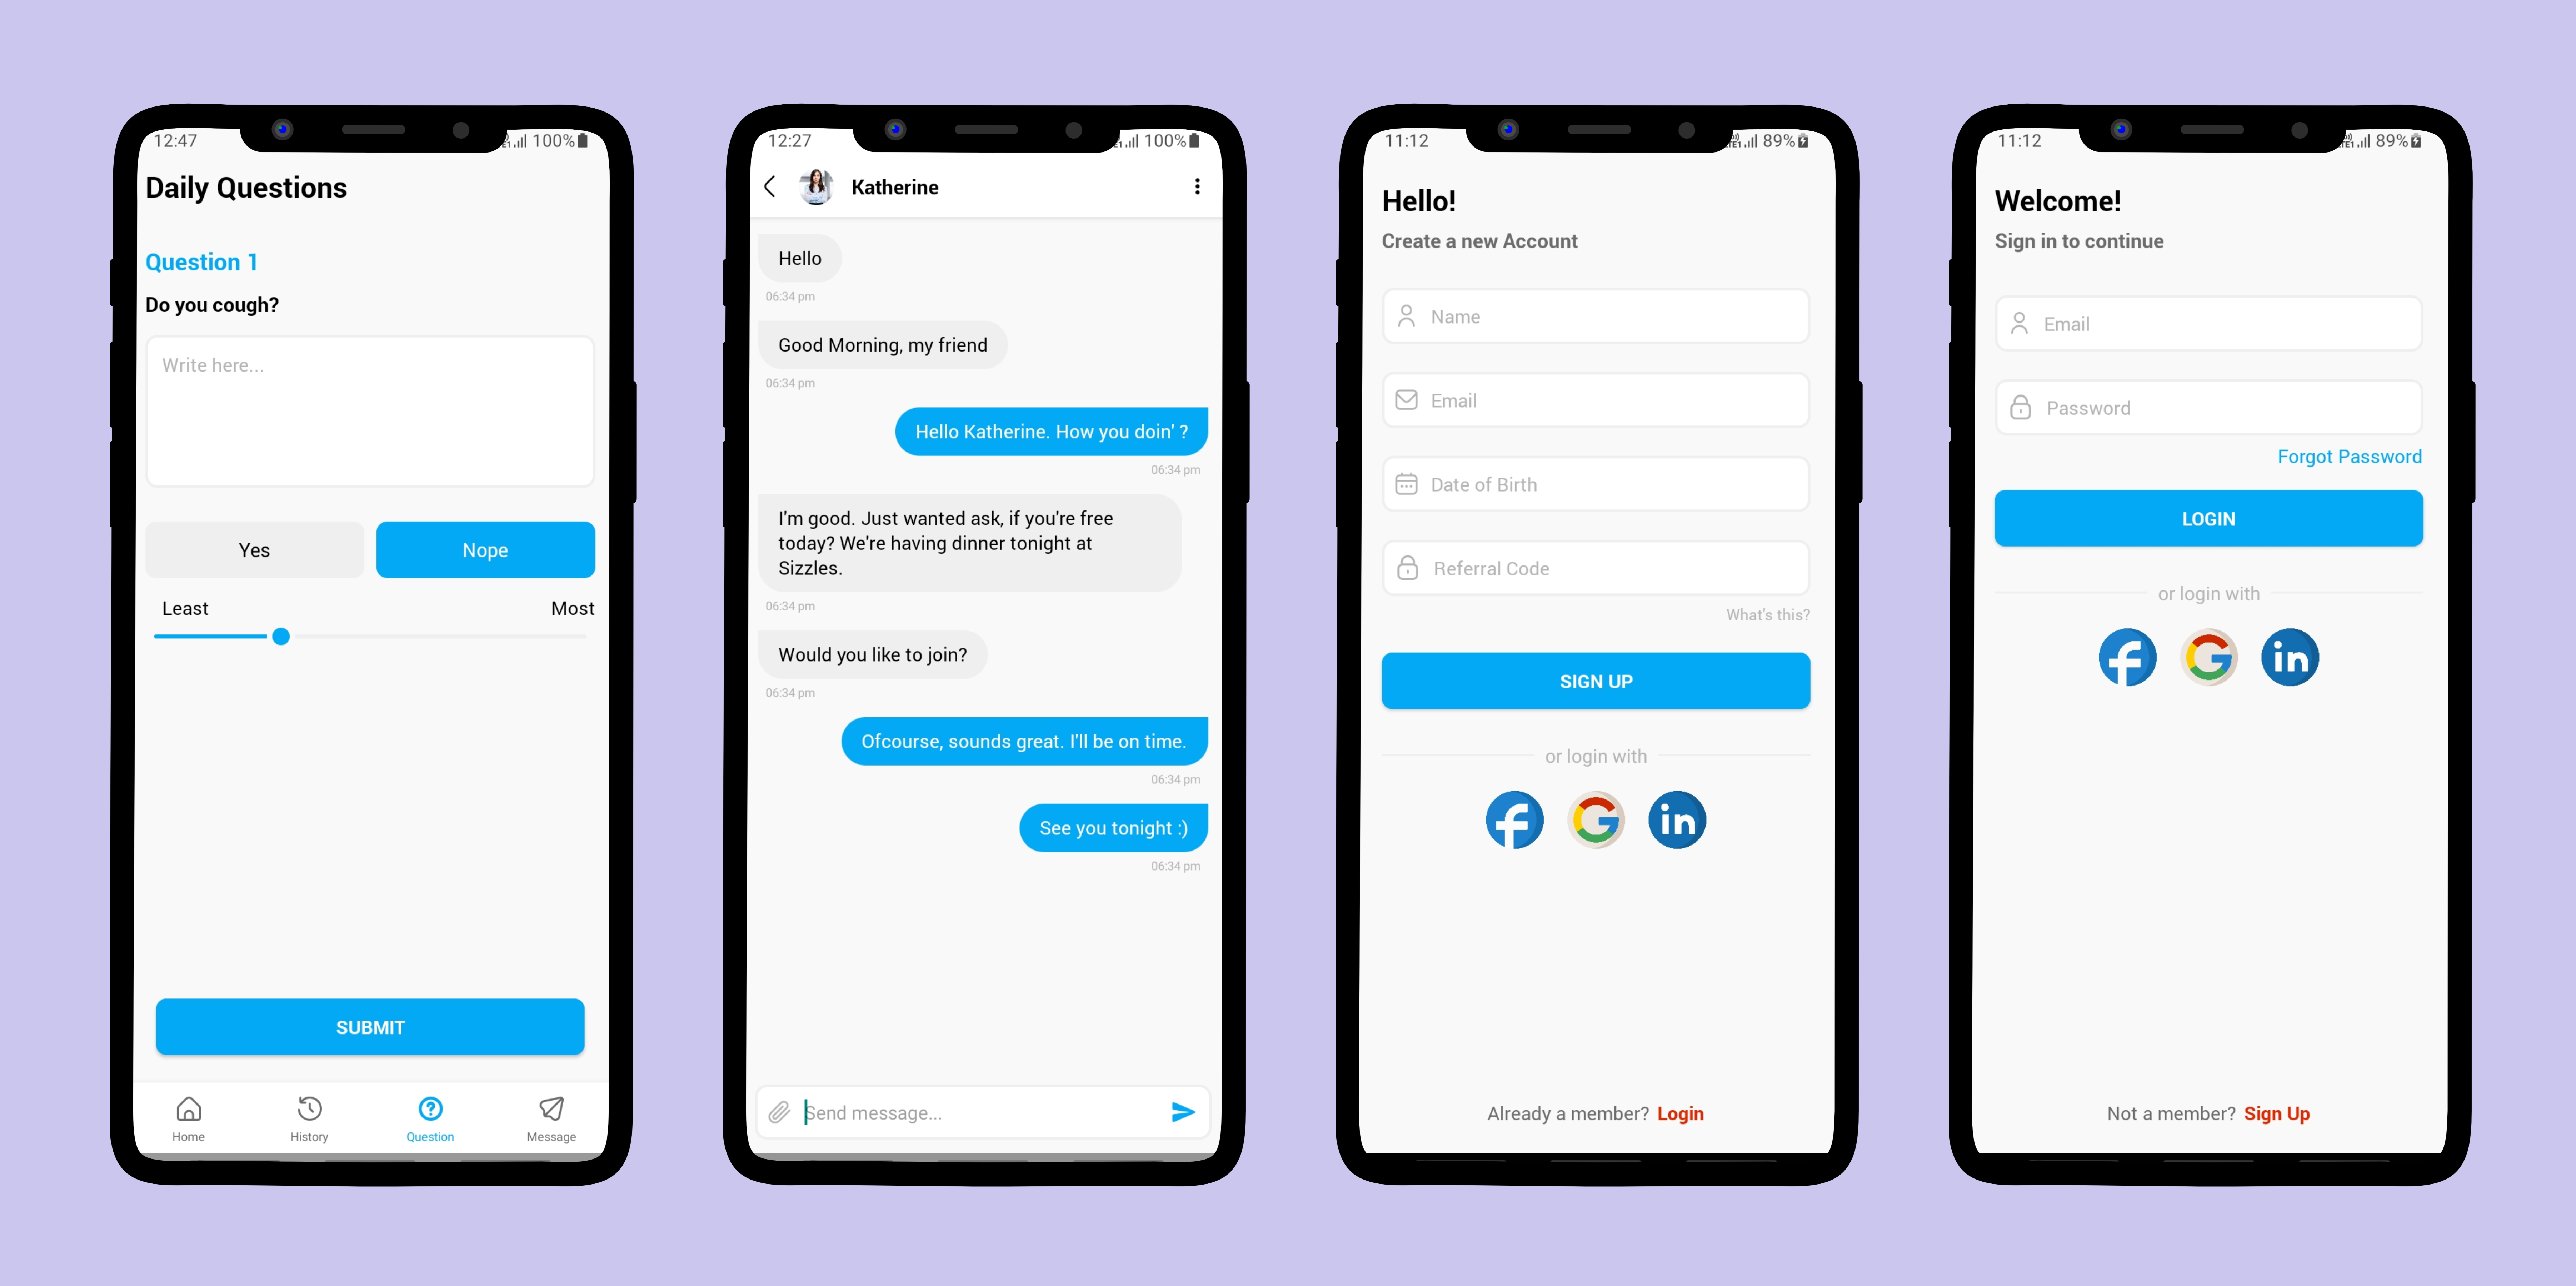 12:47
100%
Daily Questions
Question 1
Do you cough?
Write here...
Yes
Nope
Least
Most
SUBMIT
Home
History
Question
Message
12:27
100%
Katherine
Hello
06:34 pm
Good Morning, my friend
06:34 pm
Hello Katherine. How you doin' ?
06:34 pm
I'm good. Just wanted ask, if you're free
today? We're having dinner tonight at
Sizzles.
06:34 pm
Would you like to join?
06:34 pm
Ofcourse, sounds great. I'll be on time.
06:34 pm
See you tonight :)
06:34 pm
Send message...
11:12
89%
Hello!
Create a new Account
Name
Email
Date of Birth
Referral Code
What's this?
SIGN UP
or login with
f G in
Already a member? Login
11:12
89%
Welcome!
Sign in to continue
Email
Password
Forgot Password
LOGIN
or login with
f G in
Not a member? Sign Up